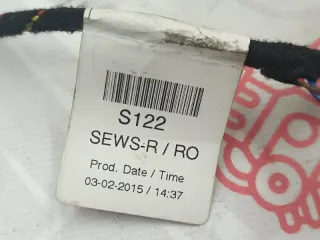 S122
SEWS-R / RO
Prod. Date / Time
03-02-2015 / 14:37